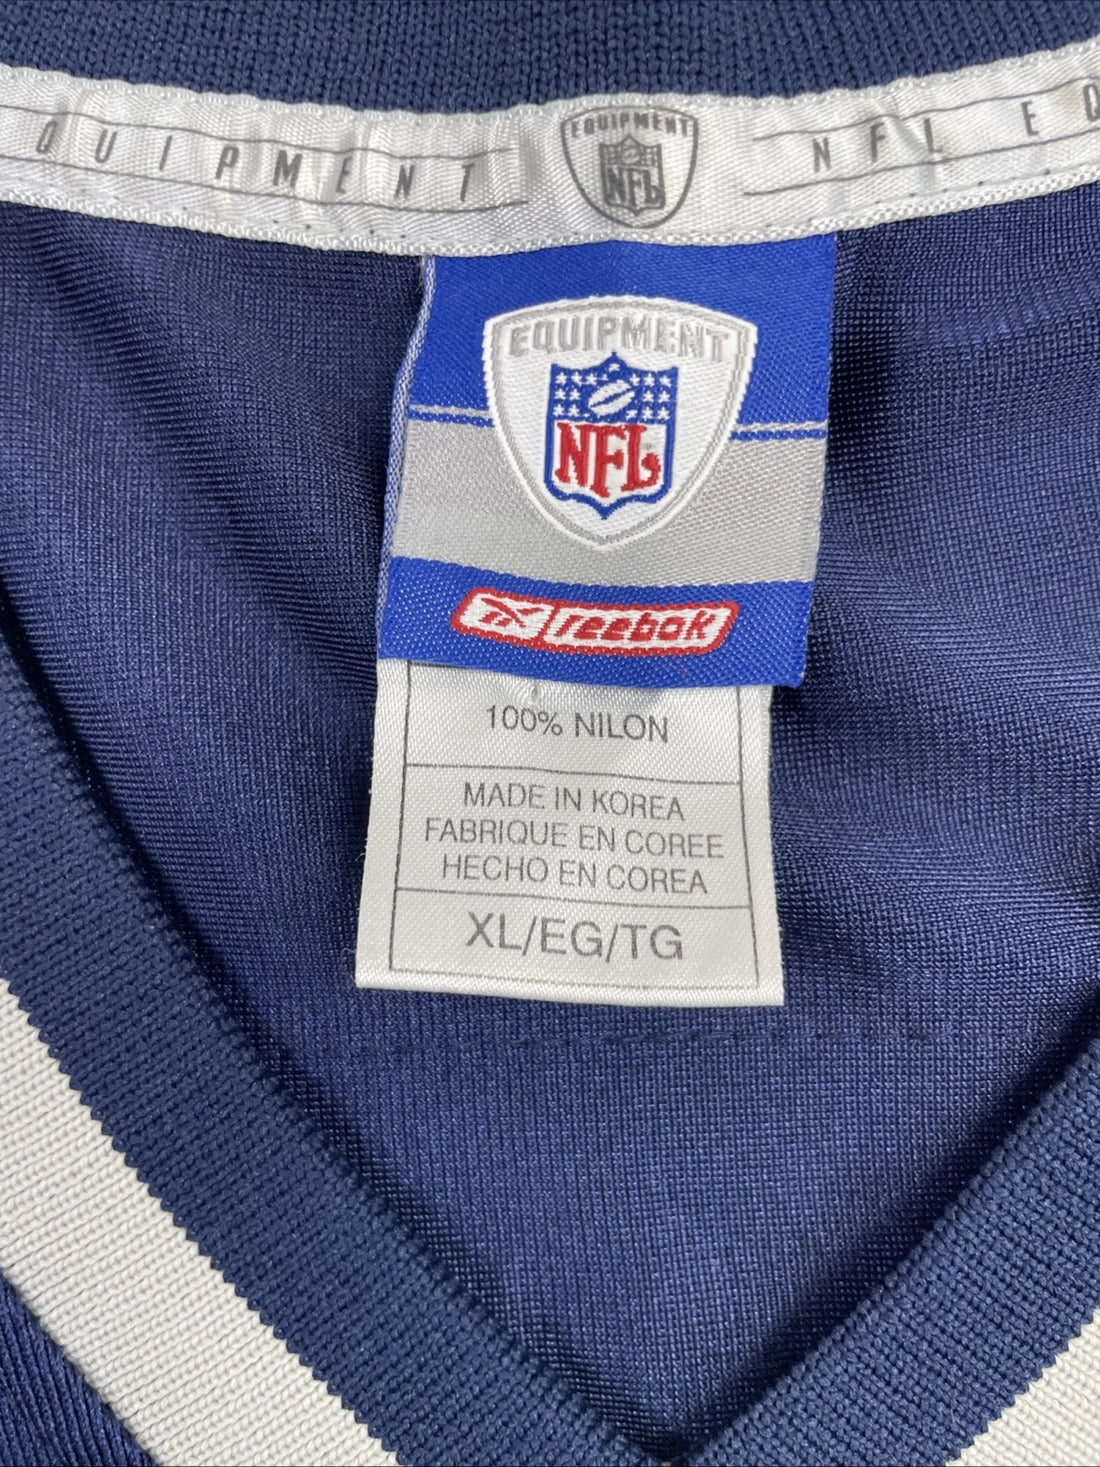 QUIPMENT EQUIPMENT NFL NFL EQ
EQUIPMENT
NFL
reebok
100% NILON
MADE IN KOREA
FABRIQUE EN COREE
HECHO EN COREA
XL/EG/TG